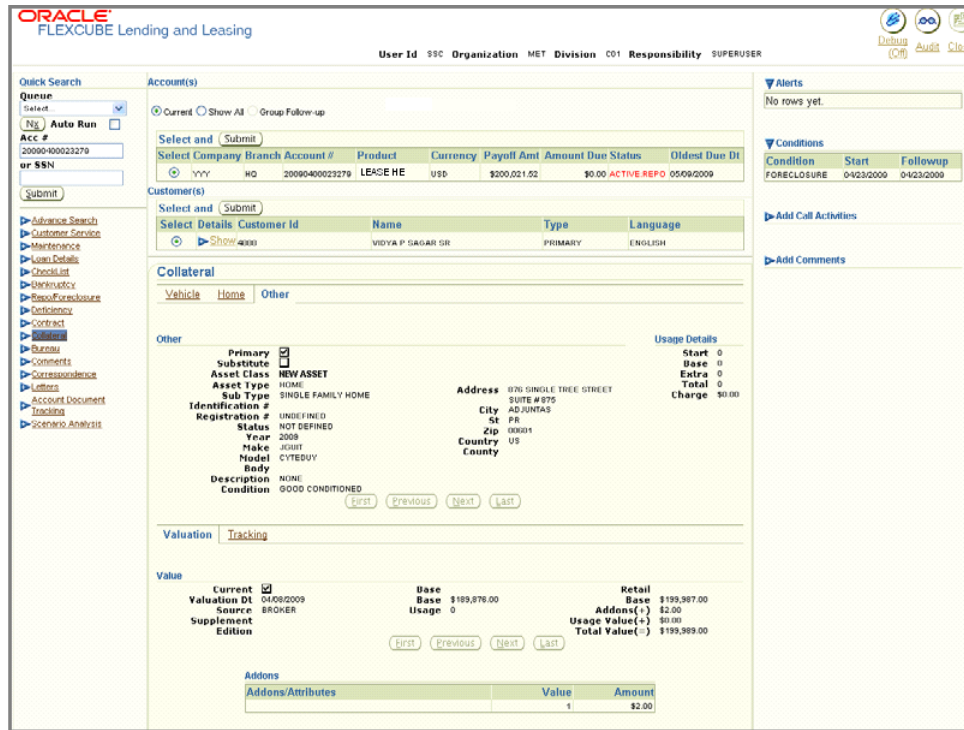 ORACLE
FLEXCUBE Lending and Leasing
Debug (Off)
Audit
Clo
User Id SSC Organization MET Division C01 Responsibility SUPERUSER
Quick Search
Queue
Select...
Nx Auto Run
Acc #
20090400023279
or SSN
Submit
Advance Search
Customer Service
Maintenance
Loan Details
CheckList
Bankruptcy
Repo/Foreclosure
Deficiency
Contract
Collateral
Bureau
Comments
Correspondence
Letters
Account Document Tracking
Scenario Analysis
Account(s)
Current Show All Group Follow-up
Select and Submit
Select Company Branch Account # Product Currency Payoff Amt Amount Due Status Oldest Due Dt
YYY HQ 20090400023279 LEASE HE USD $200,021.52 $0.00 ACTIVE.REPO 05/09/2009
Customer(s)
Select and Submit
Select Details Customer Id Name Type Language
Show 4000 VIDYA P SAGAR SR PRIMARY ENGLISH
Collateral
Vehicle Home Other
Other
Primary
Substitute
Asset Class NEW ASSET
Asset Type HOME
Sub Type SINGLE FAMILY HOME
Identification #
Registration # UNDEFINED
Status NOT DEFINED
Year 2009
Make JGUIT
Model CYTEDUY
Body
Description NONE
Condition GOOD CONDITIONED
Address 876 SINGLE TREE STREET
SUITE # 875
City ADJUNTAS
St PR
Zip 00601
Country US
County
Usage Details
Start 0
Base 0
Extra 0
Total 0
Charge $0.00
First Previous Next Last
Valuation Tracking
Value
Current
Valuation Dt 04/08/2009
Source BROKER
Supplement
Edition
Base
Base $189,876.00
Usage 0
Retail
Base $199,987.00
Addons(+) $2.00
Usage Value(+) $0.00
Total Value(=) $199,989.00
First Previous Next Last
Addons
Addons/Attributes Value Amount
1 $2.00
Alerts
No rows yet.
Conditions
Condition Start Followup
FORECLOSURE 04/23/2009 04/23/2009
Add Call Activities
Add Comments